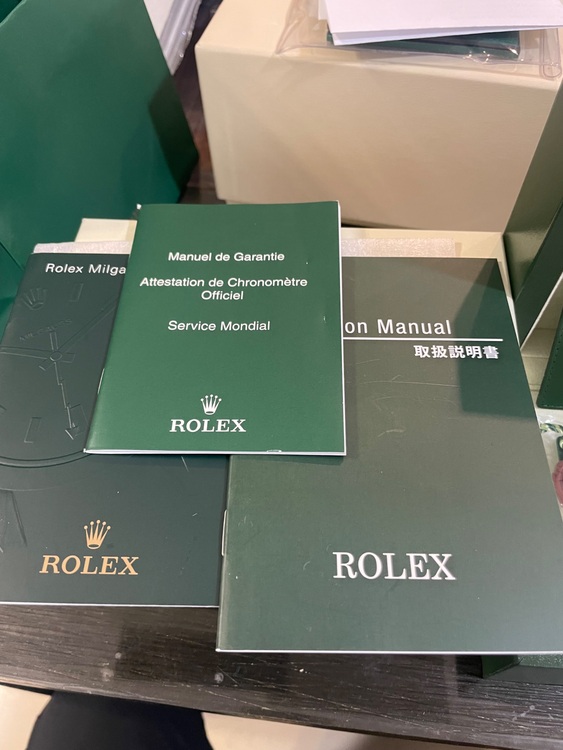 Rolex Milga
ROLEX
Manuel de Garantie
Attestation de Chronomètre
Officiel
Service Mondial
ROLEX
on Manual
取扱説明書
ROLEX